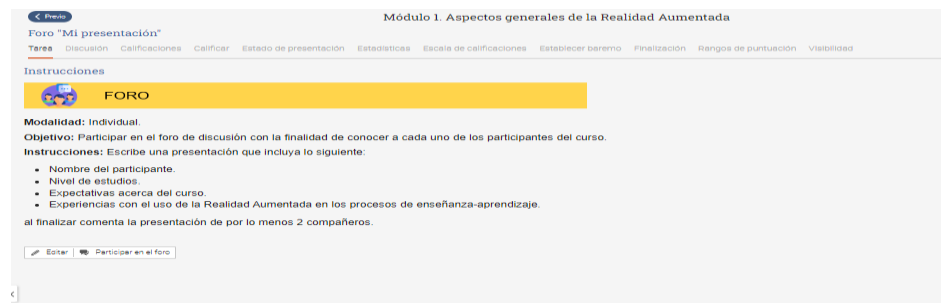 Previo
Módulo 1. Aspectos generales de la Realidad Aumentada
Foro "Mi presentación"
Tarea Discusión Calificaciones Calificar Estado de presentación Estadísticas Escala de calificaciones Establecer baremo Finalización Rangos de puntuación Visibilidad
Instrucciones
FORO
Modalidad: Individual.
Objetivo: Participar en el foro de discusión con la finalidad de conocer a cada uno de los participantes del curso.
Instrucciones: Escribe una presentación que incluya lo siguiente:
Nombre del participante.
Nivel de estudios.
Expectativas acerca del curso.
Experiencias con el uso de la Realidad Aumentada en los procesos de enseñanza-aprendizaje.
al finalizar comenta la presentación de por lo menos 2 compañeros.
Editar Participar en el foro